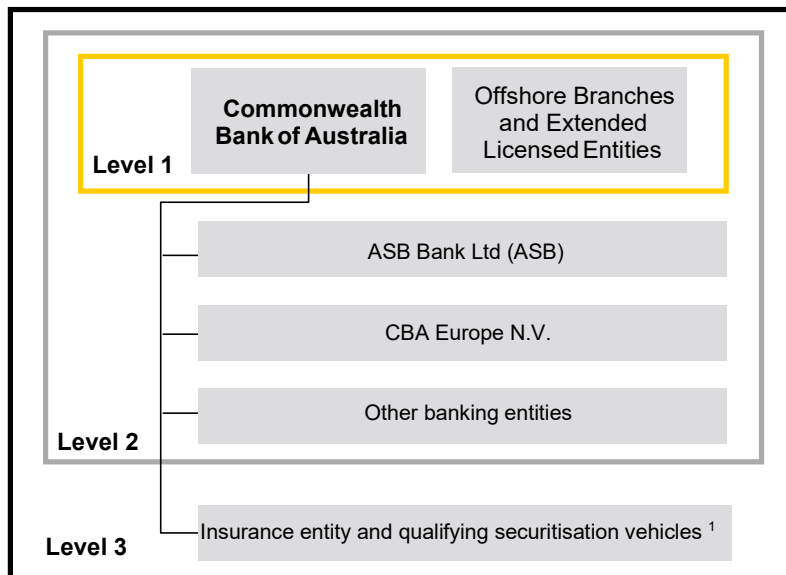 Commonwealth
Bank of Australia
Offshore Branches
and Extended
Licensed Entities
Level 1
ASB Bank Ltd (ASB)
CBA Europe N.V.
Other banking entities
Level 2
Insurance entity and qualifying securitisation vehicles 1
Level 3